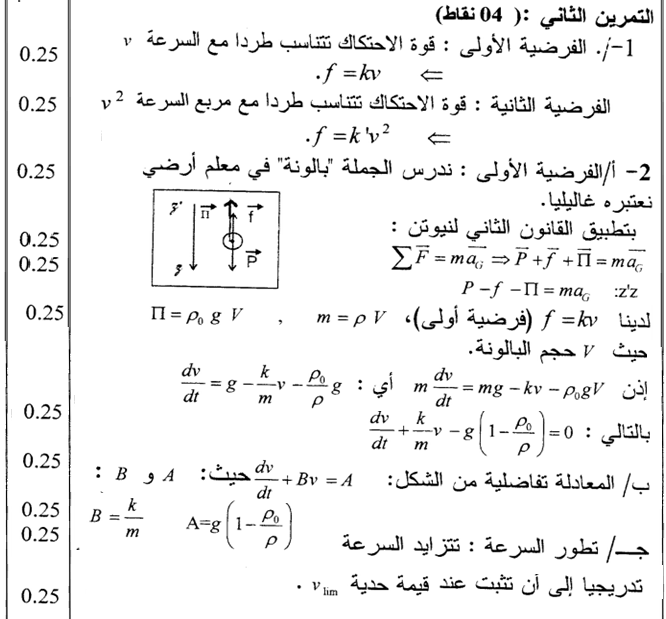 التمرين الثاني :( 04 نقاط)
1-/. الفرضية الأولى : قوة الاحتكاك تتناسب طردا مع السرعة v
0.25
⇐ f = kv.
الفرضية الثانية : قوة الاحتكاك تتناسب طردا مع مربع السرعة v²
0.25
⇐ f = k'v².
2- أ/الفرضية الأولى : ندرس الجملة "بالونة" في معلم أرضي
0.25
نعتبره غاليليا.
z' Π f
z P
بتطبيق القانون الثاني لنيوتن :
0.25
∑F = ma_G ⇒ P + f + Π = ma_G
0.25
P − f − Π = ma_G :z'z
لدينا f = kv (فرضية أولى)، m = ρ V , Π = ρ₀ g V
0.25
حيث V حجم البالونة.
إذن m dv/dt = mg − kv − ρ₀gV أي : dv/dt = g − k/m v − ρ₀/ρ g
0.25
بالتالي : dv/dt + k/m v − g(1 − ρ₀/ρ) = 0
0.25
ب/ المعادلة تفاضلية من الشكل: dv/dt + Bv = A حيث: A و B :
0.25
A=g(1 − ρ₀/ρ) B = k/m
0.25
جـ/ تطور السرعة : تتزايد السرعة
تدريجيا إلى أن تثبت عند قيمة حدية v_lim .
0.25